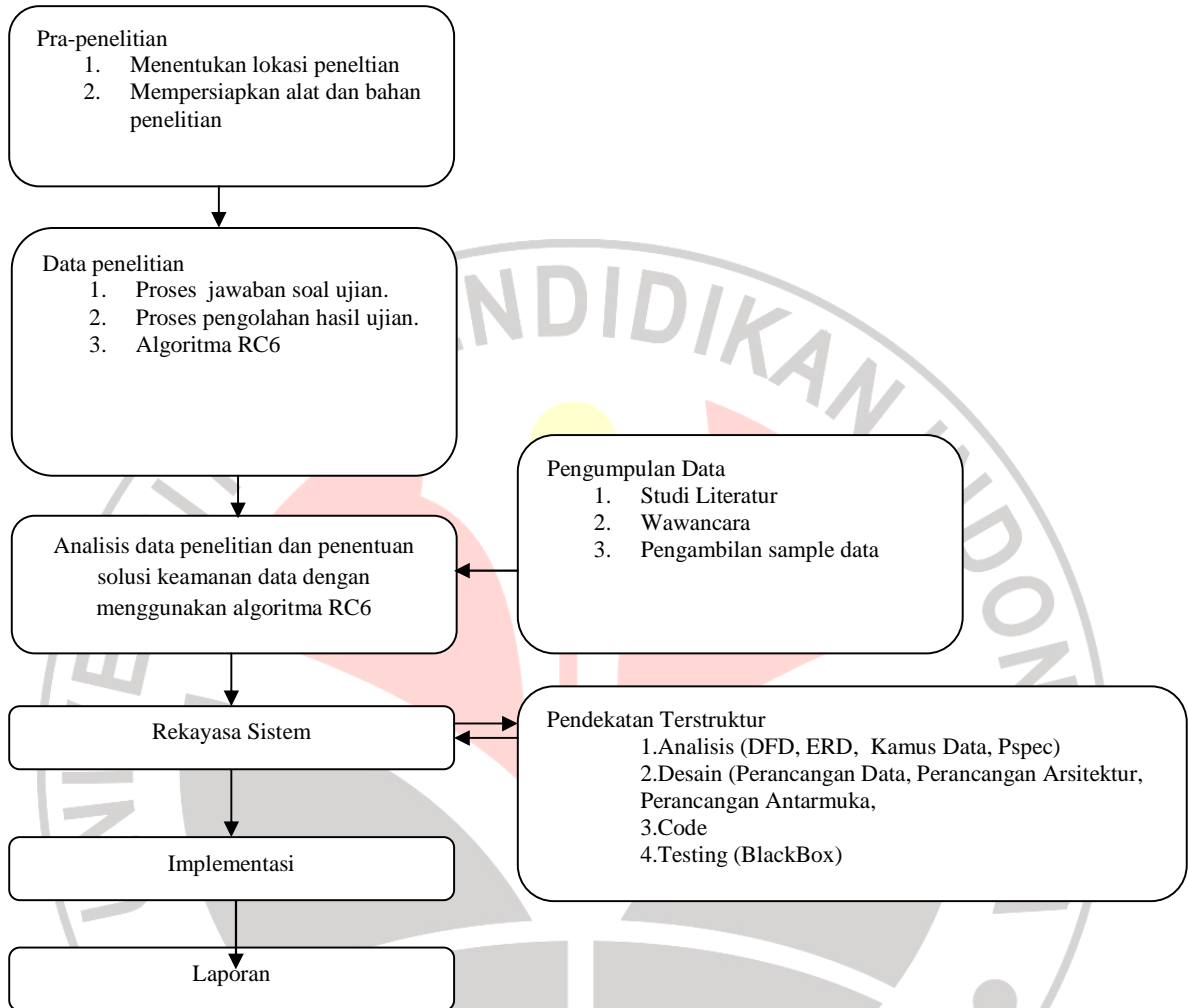 Pra-penelitian
1. Menentukan lokasi peneltian
2. Mempersiapkan alat dan bahan
penelitian
Data penelitian
1. Proses jawaban soal ujian.
2. Proses pengolahan hasil ujian.
3. Algoritma RC6
Pengumpulan Data
1. Studi Literatur
2. Wawancara
3. Pengambilan sample data
Analisis data penelitian dan penentuan
solusi keamanan data dengan
menggunakan algoritma RC6
Rekayasa Sistem
Pendekatan Terstruktur
1.Analisis (DFD, ERD, Kamus Data, Pspec)
2.Desain (Perancangan Data, Perancangan Arsitektur,
Perancangan Antarmuka,
3.Code
4.Testing (BlackBox)
Implementasi
Laporan